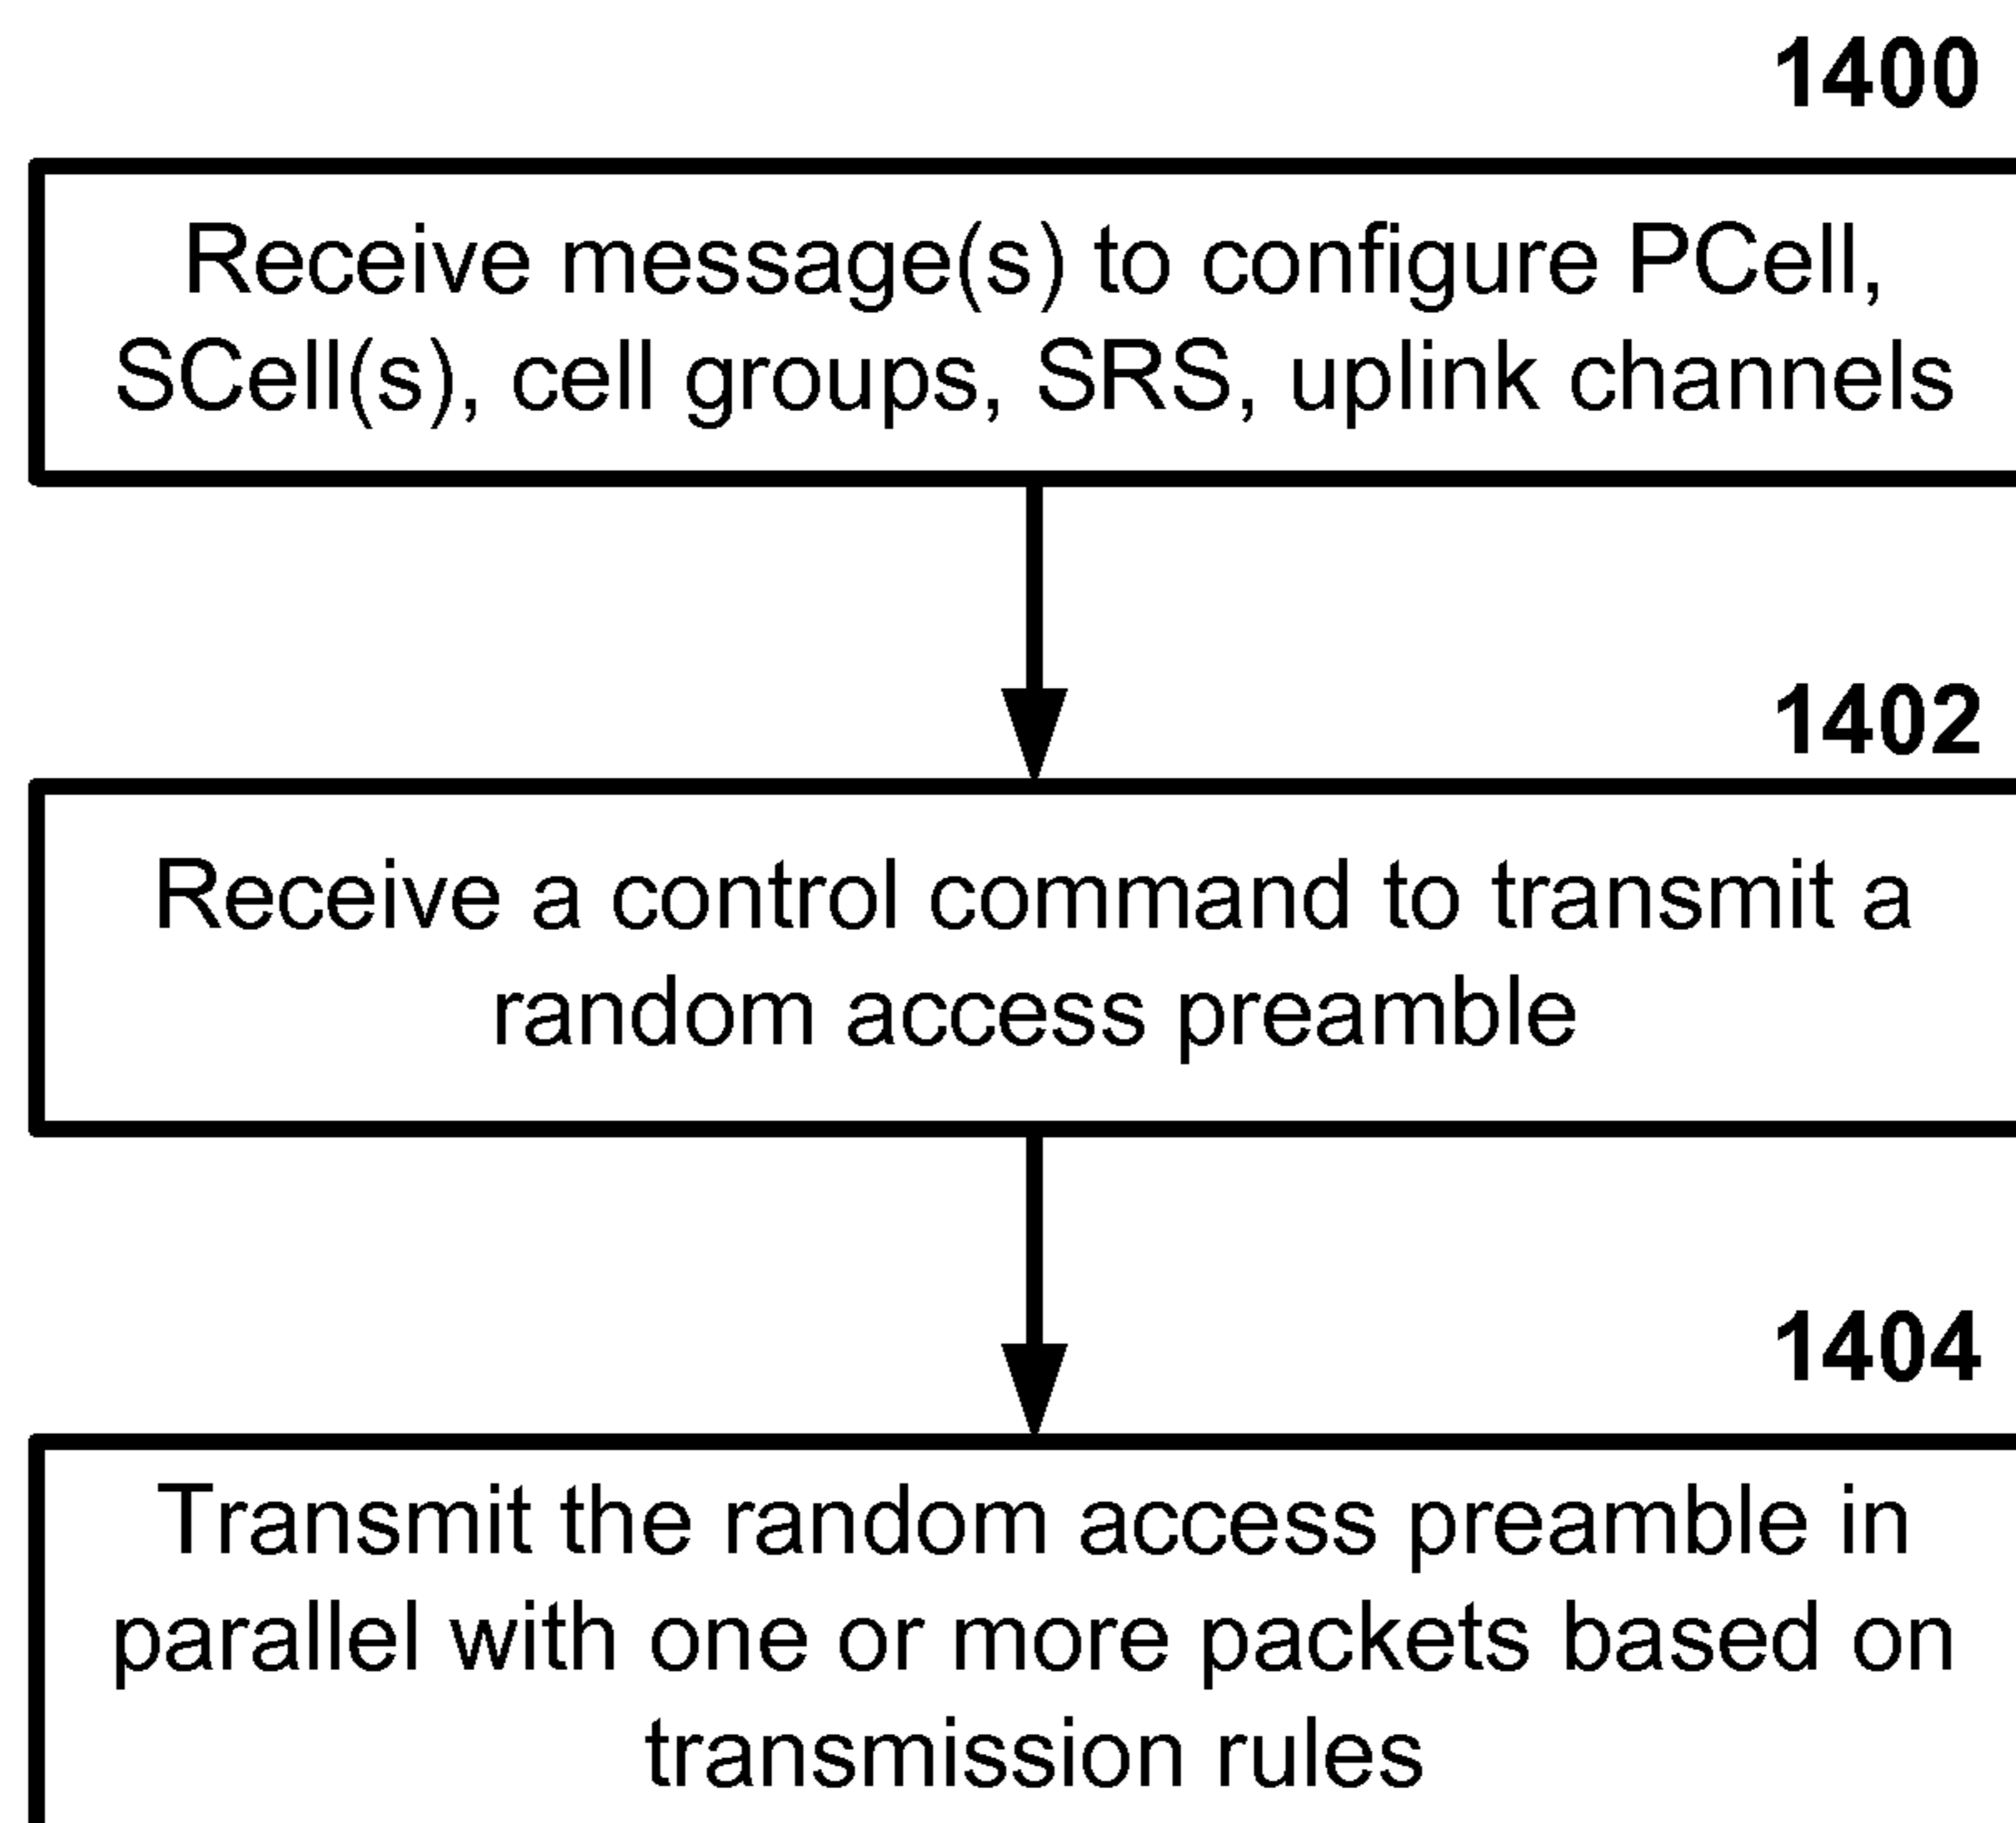 1400
Receive message(s) to configure PCell,
SCell(s), cell groups, SRS, uplink channels
1402
Receive a control command to transmit a
random access preamble
1404
Transmit the random access preamble in
parallel with one or more packets based on
transmission rules